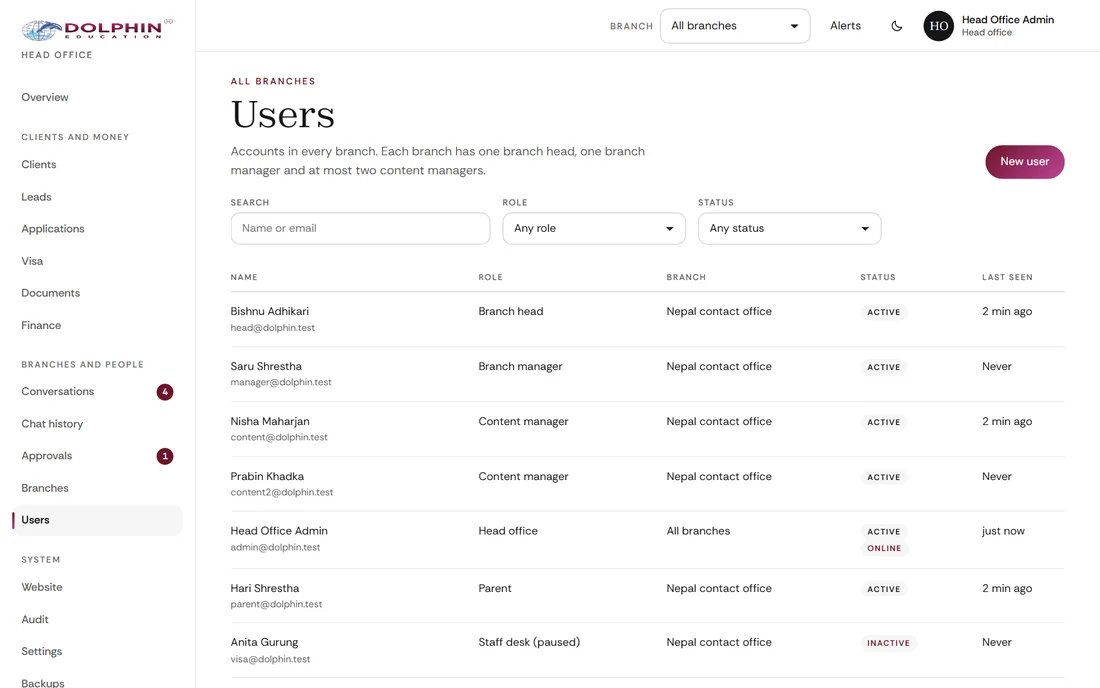 DOLPHIN
EDUCATION
HEAD OFFICE
Overview
CLIENTS AND MONEY
Clients
Leads
Applications
Visa
Documents
Finance
BRANCHES AND PEOPLE
Conversations 4
Chat history
Approvals 1
Branches
Users
SYSTEM
Website
Audit
Settings
Backups
BRANCH All branches Alerts HO Head Office Admin
Head office
ALL BRANCHES
Users
Accounts in every branch. Each branch has one branch head, one branch
manager and at most two content managers.
New user
SEARCH ROLE STATUS
Name or email Any role Any status
NAME ROLE BRANCH STATUS LAST SEEN
Bishnu Adhikari Branch head Nepal contact office ACTIVE 2 min ago
head@dolphin.test
Saru Shrestha Branch manager Nepal contact office ACTIVE Never
manager@dolphin.test
Nisha Maharjan Content manager Nepal contact office ACTIVE 2 min ago
content@dolphin.test
Prabin Khadka Content manager Nepal contact office ACTIVE Never
content2@dolphin.test
Head Office Admin Head office All branches ACTIVE just now
admin@dolphin.test ONLINE
Hari Shrestha Parent Nepal contact office ACTIVE 2 min ago
parent@dolphin.test
Anita Gurung Staff desk (paused) Nepal contact office INACTIVE Never
visa@dolphin.test